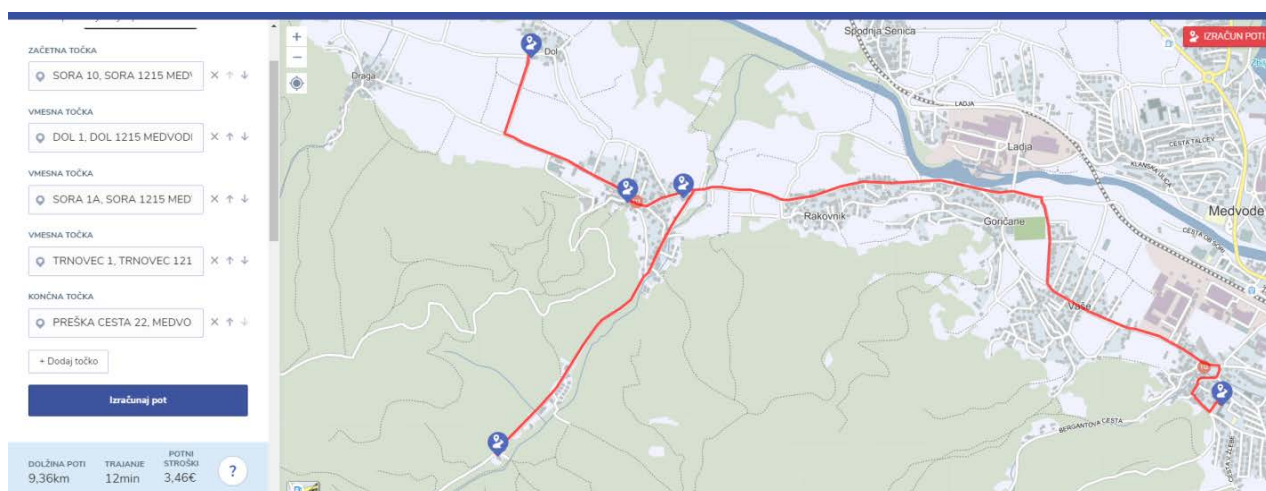 ZAČETNA TOČKA
SORA 10, SORA 1215 MED
VMESNA TOČKA
DOL 1, DOL 1215 MEDVODI
VMESNA TOČKA
SORA 1A, SORA 1215 MED
VMESNA TOČKA
TRNOVEC 1, TRNOVEC 121
KONČNA TOČKA
PREŠKA CESTA 22, MEDVO
+ Dodaj točko
Izračunaj pot
DOLŽINA POTI
9,36km
TRAJANJE
12min
POTNI STROŠKI
3,46€
?
+
−
IZRAČUN POTI
Spodnja Senica
Dol
Draga
LADJA
Ladja
CESTA TALCEV
KLANSKA ULICA
Medvode
CESTA OB SORI
Rakovnik
Goričane
Vaše
BERGANTOVA CESTA
CESTA V ŽLEBE